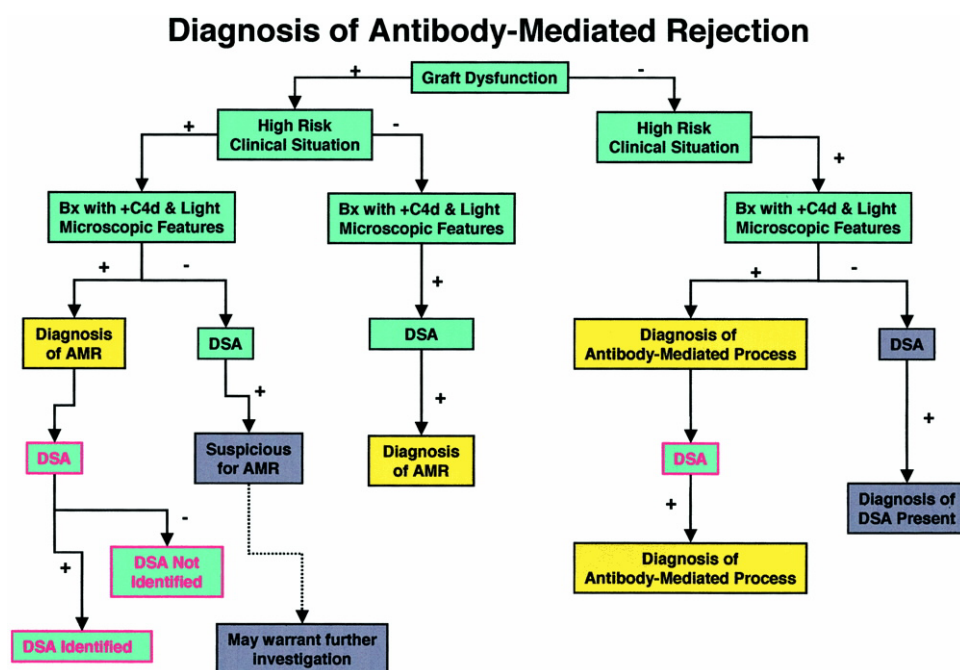 Diagnosis of Antibody-Mediated Rejection
+
Graft Dysfunction
-
+
High Risk
Clinical Situation
-
High Risk
Clinical Situation
+
Bx with +C4d & Light
Microscopic Features
Bx with +C4d & Light
Microscopic Features
Bx with +C4d & Light
Microscopic Features
+
-
+
+
-
Diagnosis
of AMR
DSA
DSA
Diagnosis of
Antibody-Mediated Process
DSA
+
+
+
DSA
Suspicious
for AMR
Diagnosis
of AMR
DSA
Diagnosis of
DSA Present
+
-
+
DSA Not
Identified
Diagnosis of
Antibody-Mediated Process
DSA Identified
May warrant further
investigation